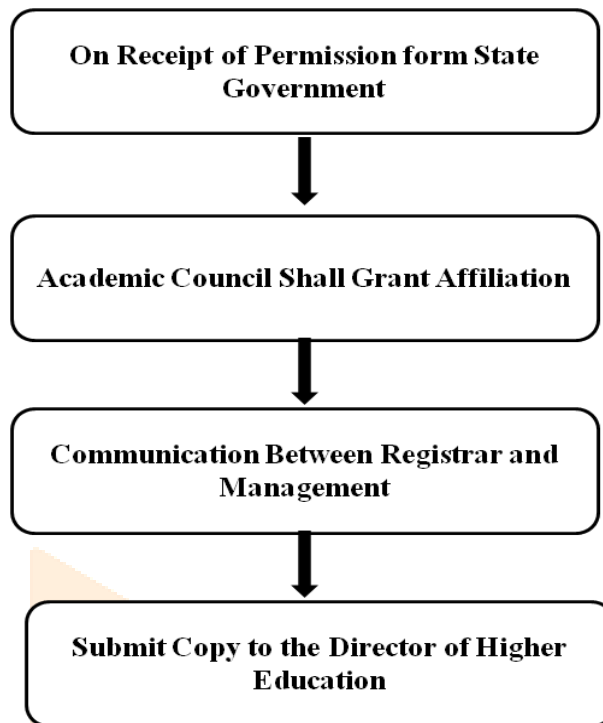 On Receipt of Permission form State
Government
Academic Council Shall Grant Affiliation
Communication Between Registrar and
Management
Submit Copy to the Director of Higher
Education